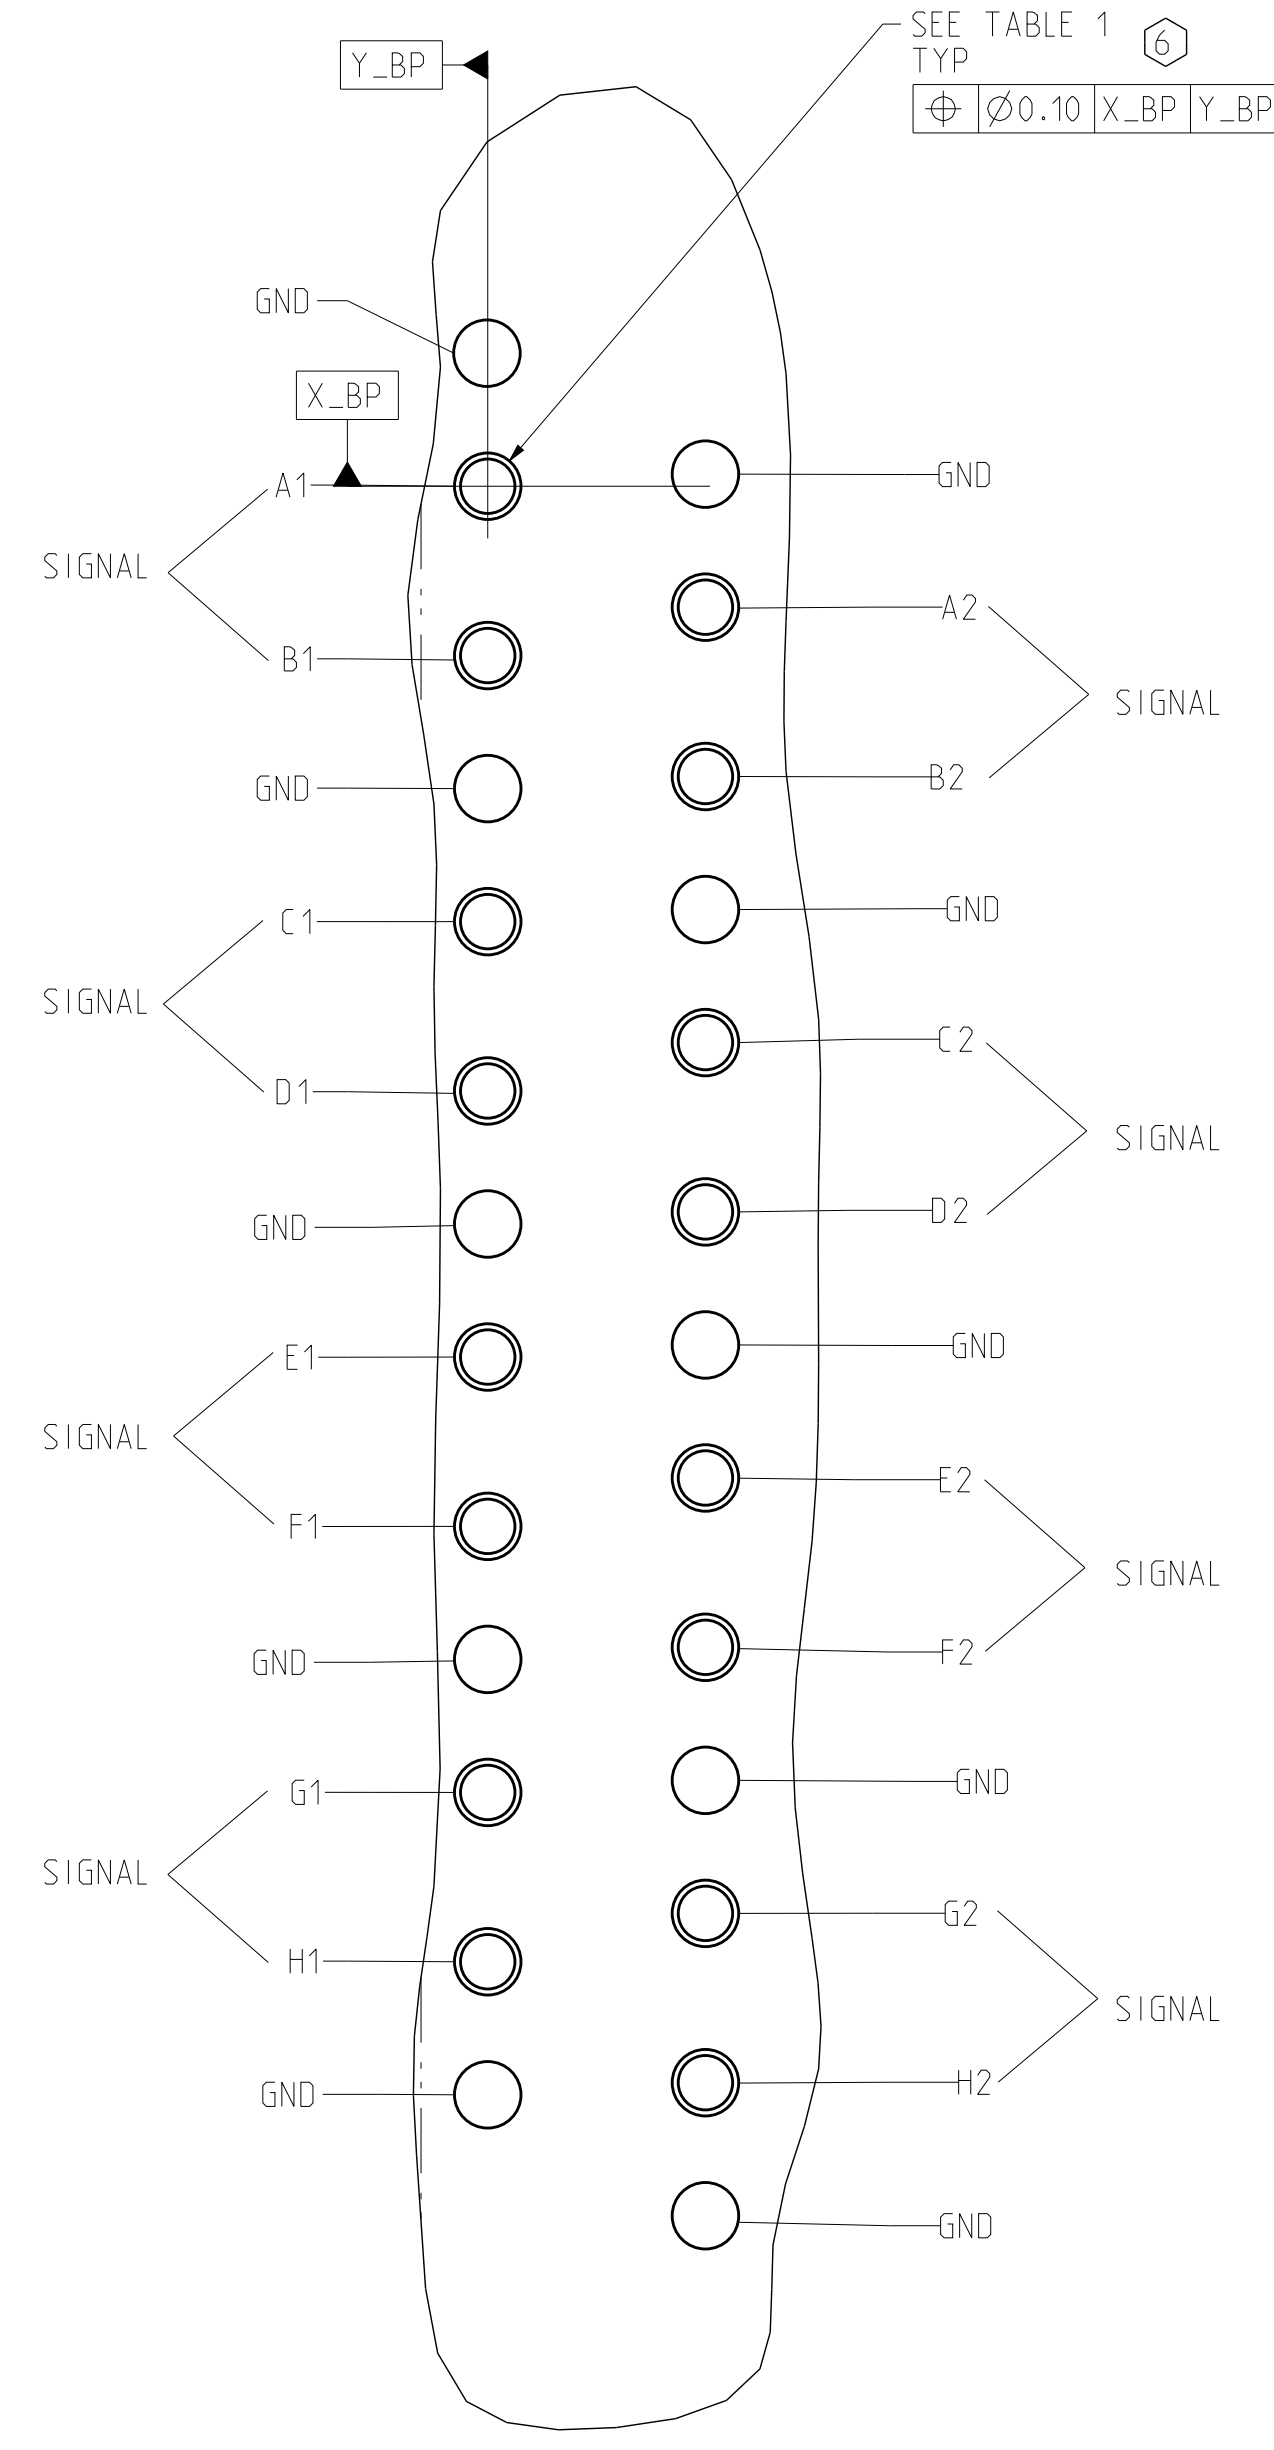 SEE TABLE 1
6
TYP
Y_BP
⌖ Ø0.10 X_BP Y_BP
GND
X_BP
A1
GND
SIGNAL
A2
B1
SIGNAL
GND
B2
C1
GND
SIGNAL
C2
D1
SIGNAL
GND
D2
E1
GND
SIGNAL
E2
F1
SIGNAL
GND
F2
G1
GND
SIGNAL
G2
H1
SIGNAL
GND
H2
GND